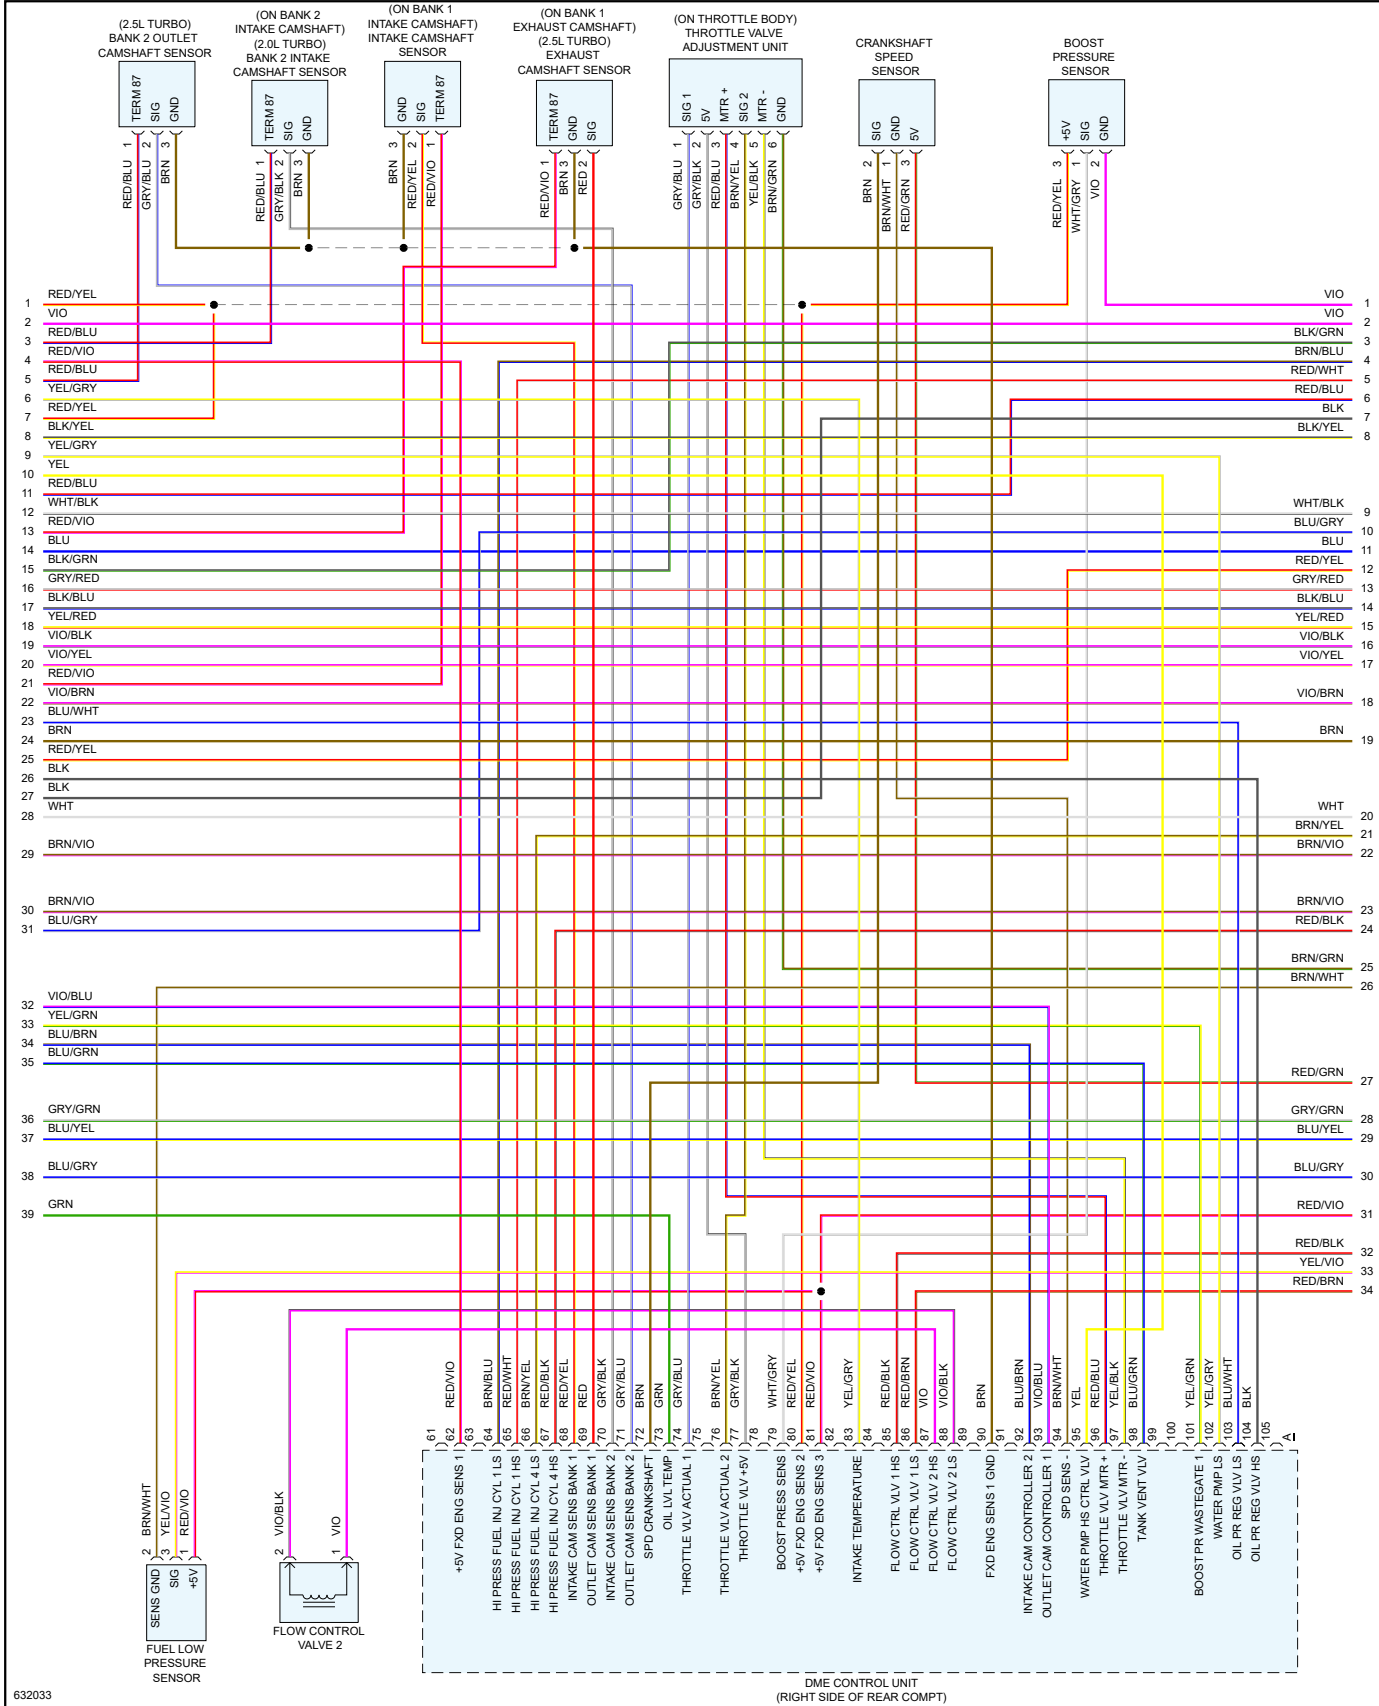 (2.5L TURBO)
BANK 2 OUTLET
CAMSHAFT SENSOR
TERM 87
SIG
GND
RED/BLU 1
GRY/BLU 2
BRN 3
(ON BANK 2
INTAKE CAMSHAFT)
(2.0L TURBO)
BANK 2 INTAKE
CAMSHAFT SENSOR
TERM 87
SIG
GND
RED/BLU 1
GRY/BLK 2
BRN 3
(ON BANK 1
INTAKE CAMSHAFT)
INTAKE CAMSHAFT
SENSOR
GND
SIG
TERM 87
BRN 3
RED/YEL 2
RED/VIO 1
(ON BANK 1
EXHAUST CAMSHAFT)
(2.5L TURBO)
EXHAUST
CAMSHAFT SENSOR
TERM 87
GND
SIG
RED/VIO 1
BRN 3
RED 2
(ON THROTTLE BODY)
THROTTLE VALVE
ADJUSTMENT UNIT
SIG 1
5V
MTR +
SIG 2
MTR -
GND
GRY/BLU 1
GRY/BLK 2
RED/BLU 3
BRN/YEL 4
YEL/BLK 5
BRN/GRN 6
CRANKSHAFT
SPEED
SENSOR
SIG
GND
5V
BRN 2
BRN/WHT 1
RED/GRN 3
BOOST
PRESSURE
SENSOR
+5V
SIG
GND
RED/YEL 3
WHT/GRY 1
VIO 2
1 RED/YEL
2 VIO
3 RED/BLU
4 RED/VIO
5 RED/BLU
6 YEL/GRY
7 RED/YEL
8 BLK/YEL
9 YEL/GRY
10 YEL
11 RED/BLU
12 WHT/BLK
13 RED/VIO
14 BLU
15 BLK/GRN
16 GRY/RED
17 BLK/BLU
18 YEL/RED
19 VIO/BLK
20 VIO/YEL
21 RED/VIO
22 VIO/BRN
23 BLU/WHT
24 BRN
25 RED/YEL
26 BLK
27 BLK
28 WHT
29 BRN/VIO
30 BRN/VIO
31 BLU/GRY
32 VIO/BLU
33 YEL/GRN
34 BLU/BRN
35 BLU/GRN
36 GRY/GRN
37 BLU/YEL
38 BLU/GRY
39 GRN
VIO 1
VIO 2
BLK/GRN 3
BRN/BLU 4
RED/WHT 5
RED/BLU 6
BLK 7
BLK/YEL 8
WHT/BLK 9
BLU/GRY 10
BLU 11
RED/YEL 12
GRY/RED 13
BLK/BLU 14
YEL/RED 15
VIO/BLK 16
VIO/YEL 17
VIO/BRN 18
BRN 19
WHT 20
BRN/YEL 21
BRN/VIO 22
BRN/VIO 23
RED/BLK 24
BRN/GRN 25
BRN/WHT 26
RED/GRN 27
GRY/GRN 28
BLU/YEL 29
BLU/GRY 30
RED/VIO 31
RED/BLK 32
YEL/VIO 33
RED/BRN 34
BRN/WHT 2
YEL/VIO 3
RED/VIO 1
SENS GND
SIG
+5V
FUEL LOW
PRESSURE
SENSOR
VIO/BLK 2
VIO 1
FLOW CONTROL
VALVE 2
61
62 RED/VIO
63
64 BRN/BLU
65 RED/WHT
66 BRN/YEL
67 RED/BLK
68 RED/YEL
69 RED
70 GRY/BLK
71 GRY/BLU
72 BRN
73 GRN
74 GRY/BLU
75
76 BRN/YEL
77 GRY/BLK
78
79 WHT/GRY
80 RED/YEL
81 RED/VIO
82
83 YEL/GRY
84
85 RED/BLK
86 RED/BRN
87 VIO
88 VIO/BLK
89
90 BRN
91
92 BLU/BRN
93 VIO/BLU
94 BRN/WHT
95 YEL
96 RED/BLU
97 YEL/BLK
98 BLU/GRN
99
100
101 YEL/GRN
102 YEL/GRY
103 BLU/WHT
104 BLK
105
A
+5V FXD ENG SENS 1
HI PRESS FUEL INJ CYL 1 LS
HI PRESS FUEL INJ CYL 1 HS
HI PRESS FUEL INJ CYL 4 LS
HI PRESS FUEL INJ CYL 4 HS
INTAKE CAM SENS BANK 1
OUTLET CAM SENS BANK 1
INTAKE CAM SENS BANK 2
OUTLET CAM SENS BANK 2
SPD CRANKSHAFT
OIL LVL TEMP
THROTTLE VLV ACTUAL 1
THROTTLE VLV ACTUAL 2
THROTTLE VLV +5V
BOOST PRESS SENS
+5V FXD ENG SENS 2
+5V FXD ENG SENS 3
INTAKE TEMPERATURE
FLOW CTRL VLV 1 HS
FLOW CTRL VLV 1 LS
FLOW CTRL VLV 2 HS
FLOW CTRL VLV 2 LS
FXD ENG SENS 1 GND
INTAKE CAM CONTROLLER 2
OUTLET CAM CONTROLLER 1
SPD SENS -
WATER PMP HS CTRL VLV
THROTTLE VLV MTR +
THROTTLE VLV MTR -
TANK VENT VLV
BOOST PR WASTEGATE 1
WATER PMP LS
OIL PR REG VLV LS
OIL PR REG VLV HS
DME CONTROL UNIT
(RIGHT SIDE OF REAR COMPT)
632033